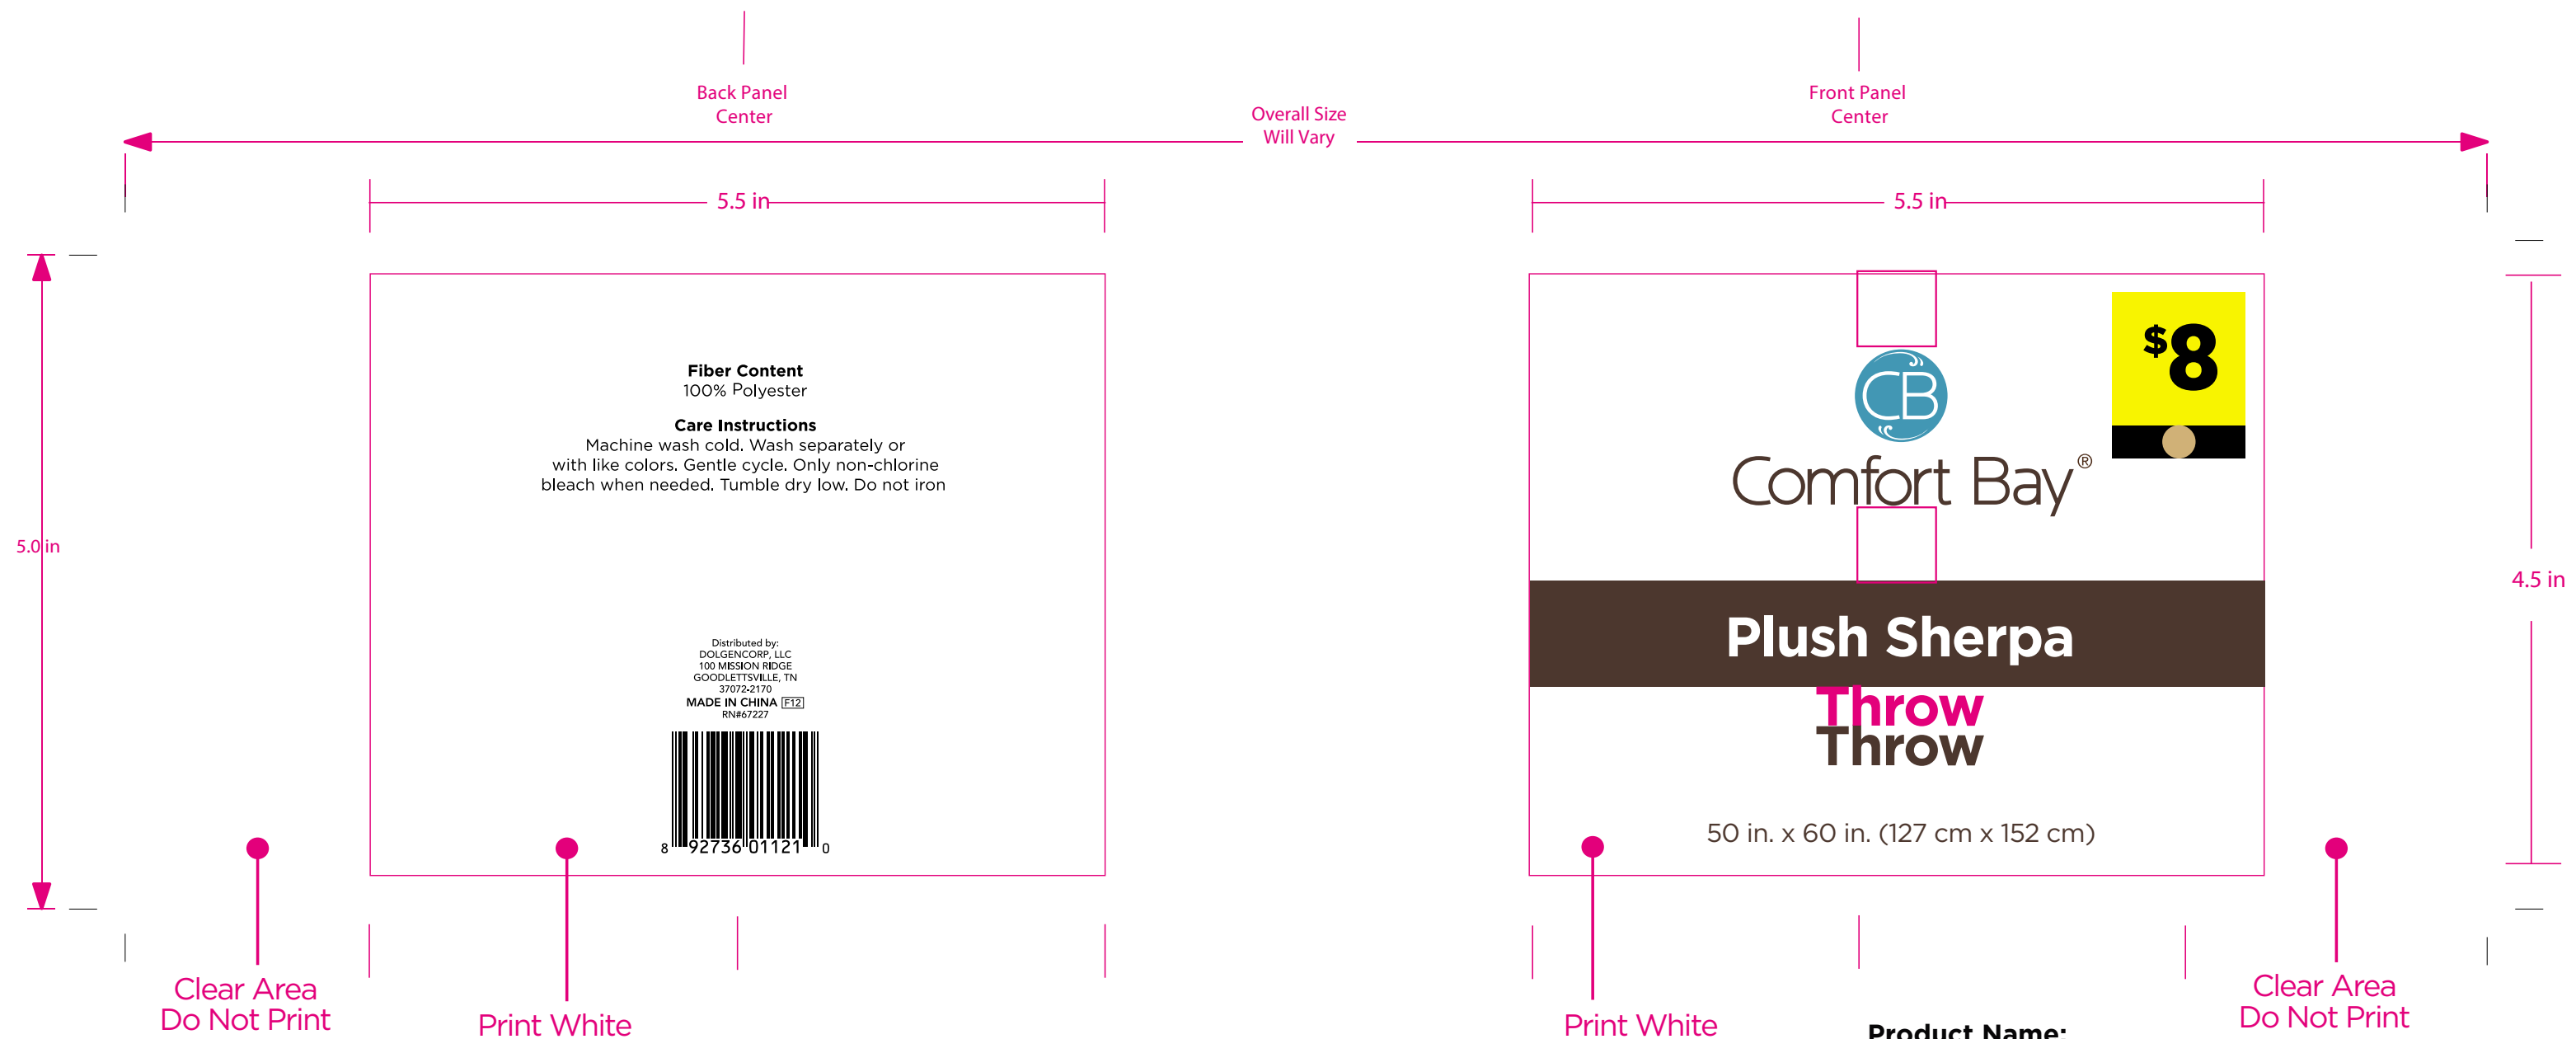 Back Panel
Center
Overall Size
Will Vary
Front Panel
Center
5.5 in
5.5 in
5.0 in
4.5 in
Fiber Content
100% Polyester
Care Instructions
Machine wash cold. Wash separately or
with like colors. Gentle cycle. Only non-chlorine
bleach when needed. Tumble dry low. Do not iron
Distributed by:
DOLGENCORP, LLC
100 MISSION RIDGE
GOODLETTSVILLE, TN
37072-2170
MADE IN CHINA F12
RN#67227
8 92736 01121 0
$8
CB
Comfort Bay®
Plush Sherpa
Throw
Throw
50 in. x 60 in. (127 cm x 152 cm)
Clear Area
Do Not Print
Print White
Print White
Clear Area
Do Not Print
Product Name: